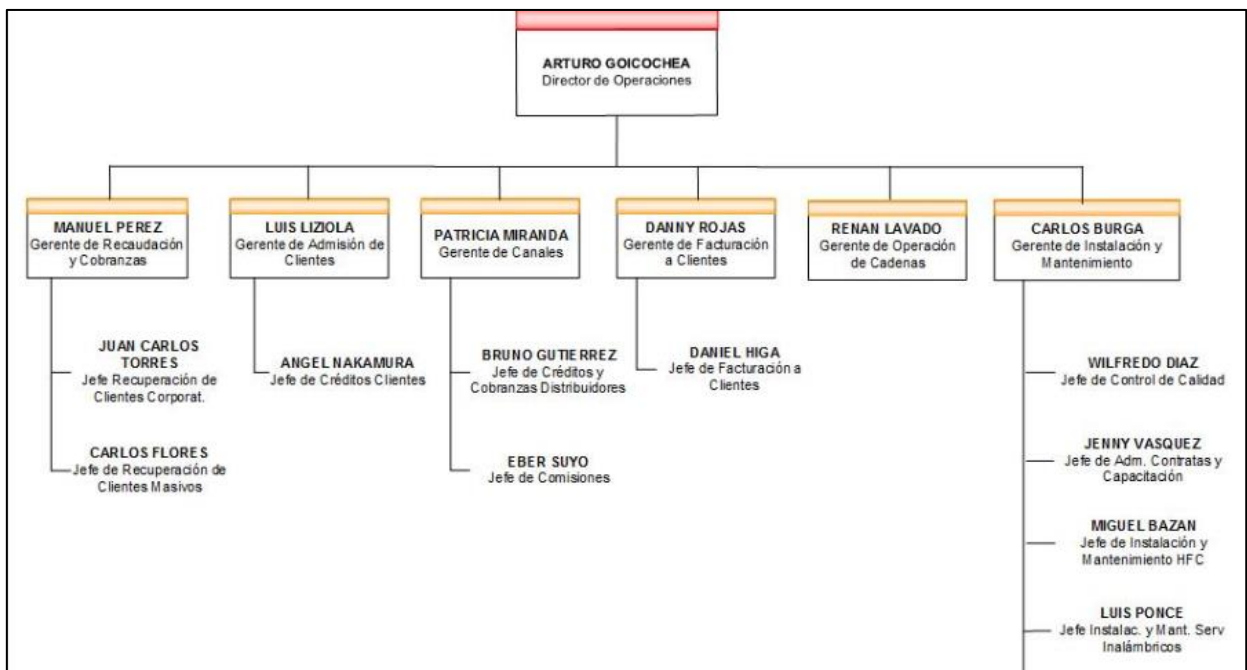 ARTURO GOICOCHEA
Director de Operaciones
MANUEL PEREZ
Gerente de Recaudación
y Cobranzas
LUIS LIZIOLA
Gerente de Admisión de
Clientes
PATRICIA MIRANDA
Gerente de Canales
DANNY ROJAS
Gerente de Facturación
a Clientes
RENAN LAVADO
Gerente de Operación
de Cadenas
CARLOS BURGA
Gerente de Instalación y
Mantenimiento
JUAN CARLOS
TORRES
Jefe Recuperación de
Clientes Corporat.
CARLOS FLORES
Jefe de Recuperación de
Clientes Masivos
ANGEL NAKAMURA
Jefe de Créditos Clientes
BRUNO GUTIERREZ
Jefe de Créditos y
Cobranzas Distribuidores
EBER SUYO
Jefe de Comisiones
DANIEL HIGA
Jefe de Facturación a
Clientes
WILFREDO DIAZ
Jefe de Control de Calidad
JENNY VASQUEZ
Jefe de Adm. Contratas y
Capacitación
MIGUEL BAZAN
Jefe de Instalación y
Mantenimiento HFC
LUIS PONCE
Jefe Instalac. y Mant. Serv
Inalámbricos